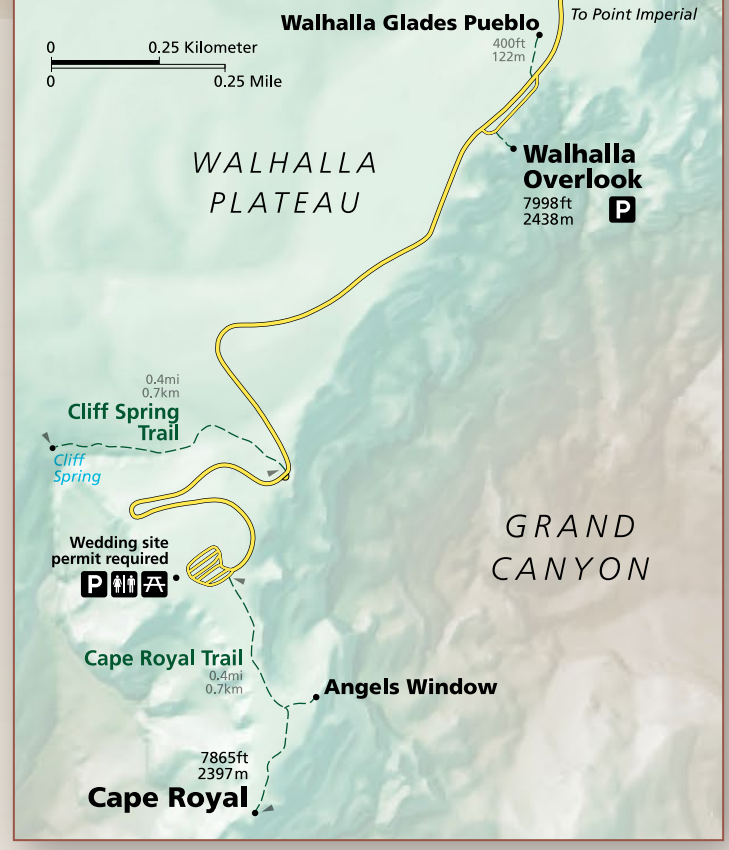 To Point Imperial
Walhalla Glades Pueblo
400ft
122m
0 0.25 Kilometer
0 0.25 Mile
WALHALLA
PLATEAU
Walhalla
Overlook
7998ft
2438m
P
0.4mi
0.7km
Cliff Spring
Trail
Cliff
Spring
GRAND
CANYON
Wedding site
permit required
P
Cape Royal Trail
0.4mi
0.7km
Angels Window
7865ft
2397m
Cape Royal